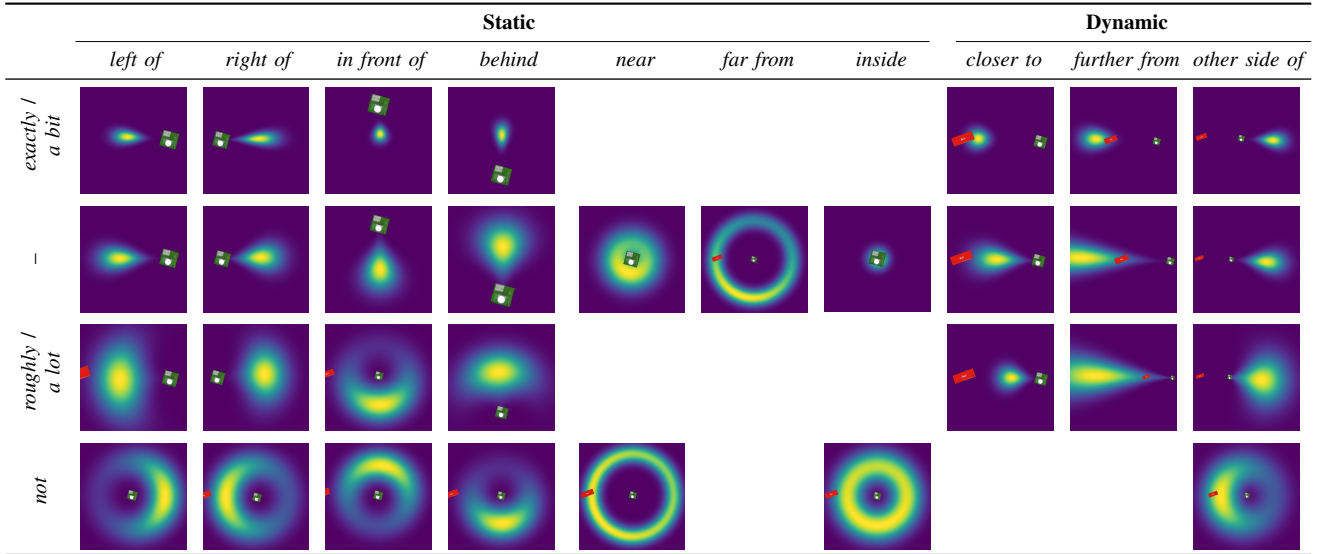 Static Dynamic
left of right of in front of behind near far from inside closer to further from other side of
exactly /
a bit
–
roughly /
a lot
not